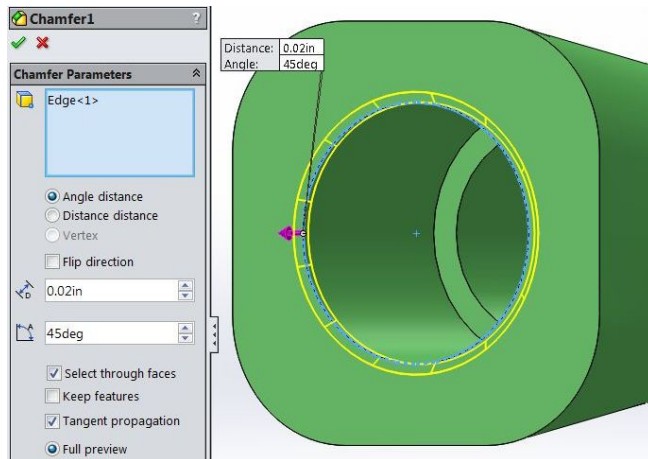 Chamfer1 ?
Chamfer Parameters
Edge<1>
Angle distance
Distance distance
Vertex
Flip direction
D
0.02in
A
45deg
Select through faces
Keep features
Tangent propagation
Full preview
Distance: 0.02in
Angle: 45deg